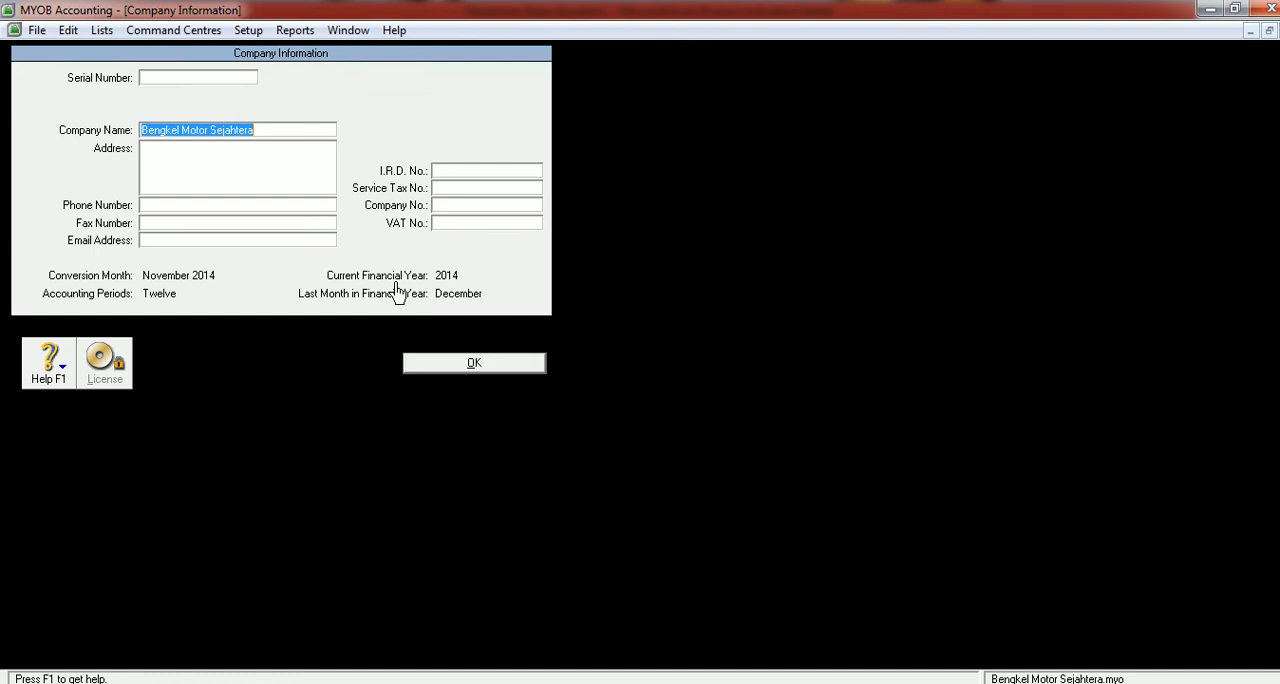 MYOB Accounting - [Company Information]
File Edit Lists Command Centres Setup Reports Window Help
Company Information
Serial Number:
Company Name: Bengkel Motor Sejahtera
Address:
I.R.D. No.:
Service Tax No.:
Phone Number: Company No.:
Fax Number: VAT No.:
Email Address:
Conversion Month: November 2014 Current Financial Year: 2014
Accounting Periods: Twelve Last Month in Financial Year: December
OK
Help F1 License
Press F1 to get help. Bengkel Motor Sejahtera.myo